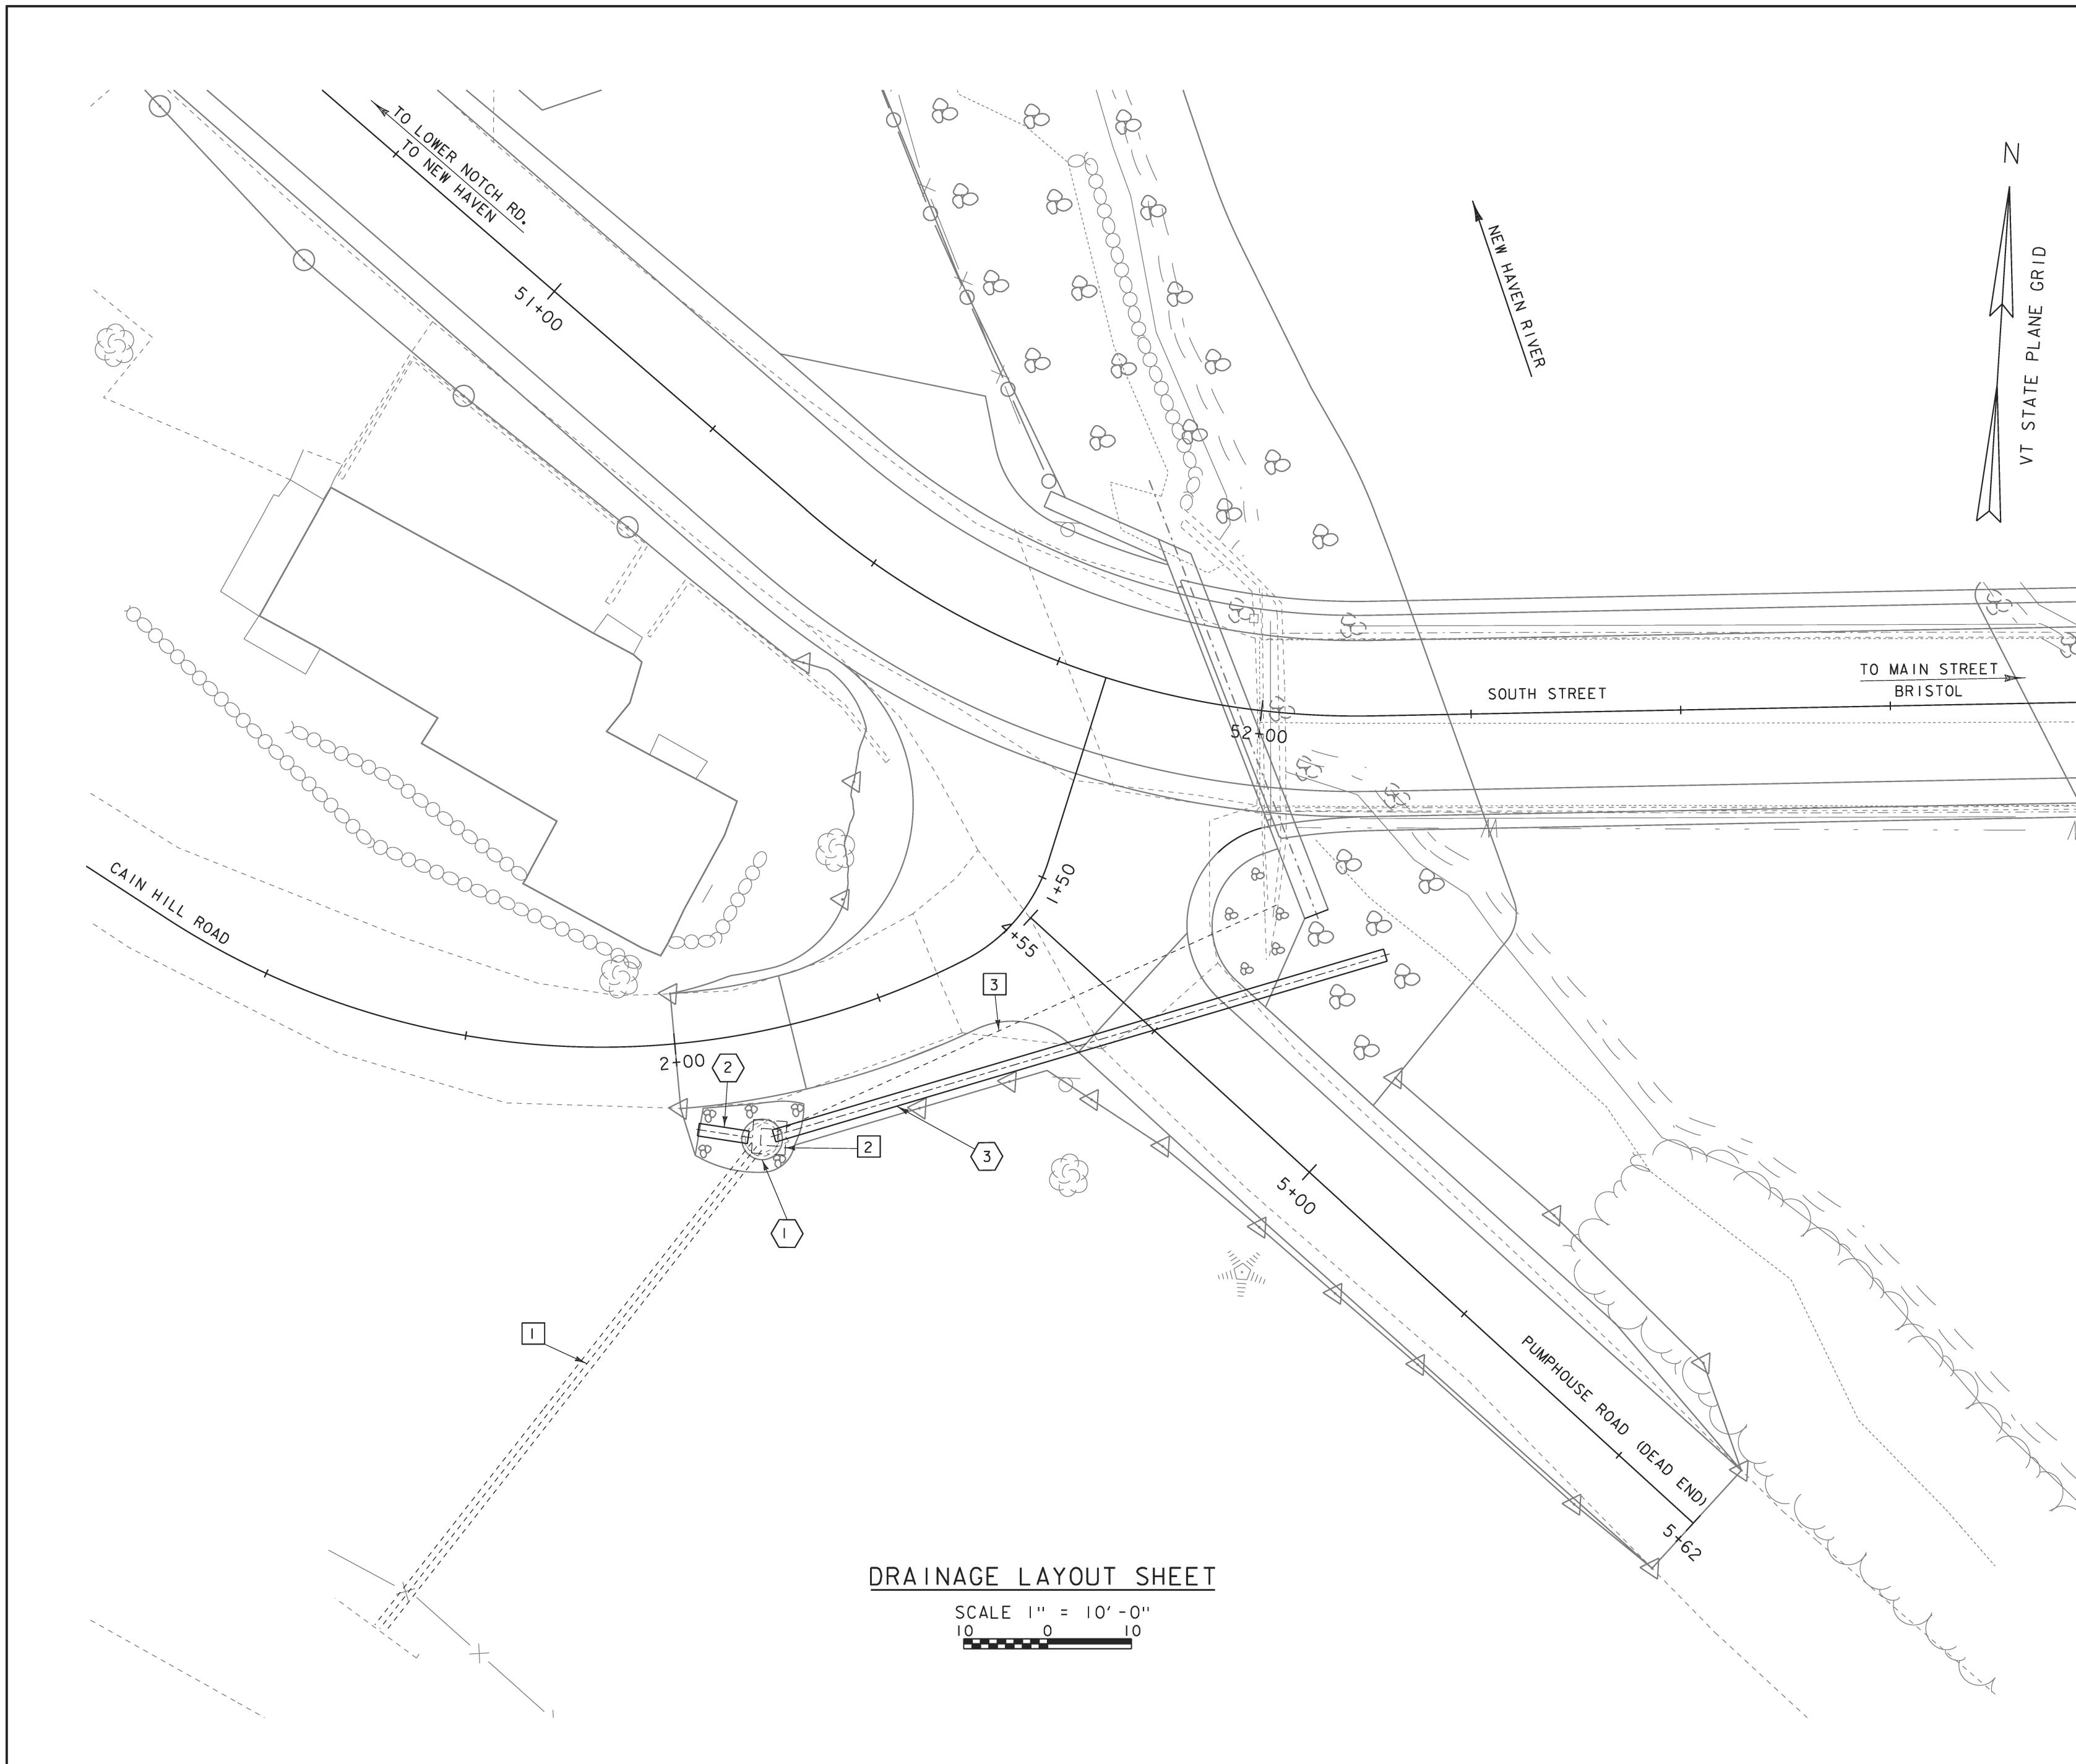 TO LOWER NOTCH RD.
TO NEW HAVEN
N
VT STATE PLANE GRID
NEW HAVEN RIVER
51+00
TO MAIN STREET
BRISTOL
SOUTH STREET
52+00
CAIN HILL ROAD
1+50
4+55
3
2+00
2
2
3
1
5+00
1
PUMPHOUSE ROAD (DEAD END)
5+62
DRAINAGE LAYOUT SHEET
SCALE 1" = 10'-0"
10 0 10